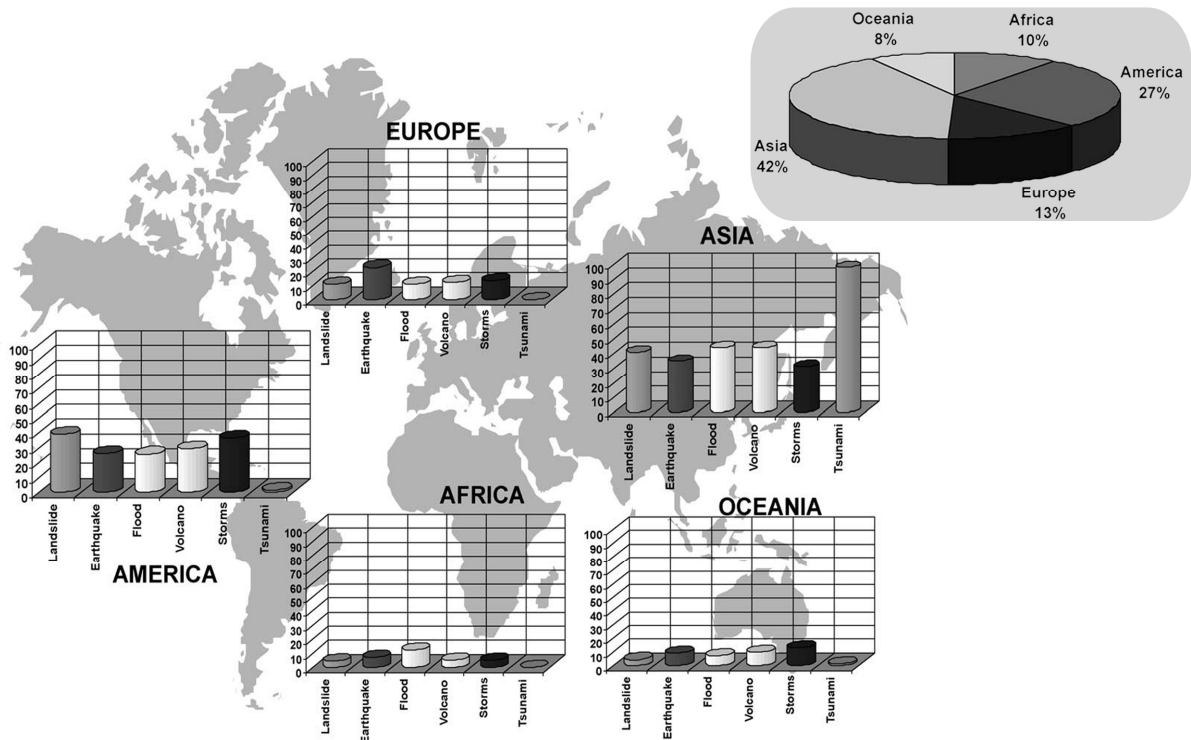 Oceania
8%
Africa
10%
America
27%
Asia
42%
Europe
13%
EUROPE
100
90
80
70
60
50
40
30
20
10
0
Landslide
Earthquake
Flood
Volcano
Storms
Tsunami
ASIA
100
90
80
70
60
50
40
30
20
10
0
Landslide
Earthquake
Flood
Volcano
Storms
Tsunami
100
90
80
70
60
50
40
30
20
10
0
Landslide
Earthquake
Flood
Volcano
Storms
Tsunami
AMERICA
AFRICA
100
90
80
70
60
50
40
30
20
10
0
Landslide
Earthquake
Flood
Volcano
Storms
Tsunami
OCEANIA
100
90
80
70
60
50
40
30
20
10
0
Landslide
Earthquake
Flood
Volcano
Storms
Tsunami